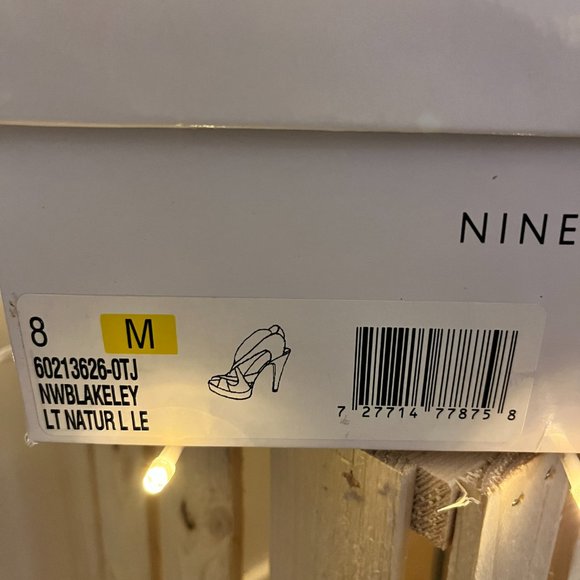 NINE
8 M
60213626-0TJ
NWBLAKELEY
LT NATUR L LE
7 27714 77875 8